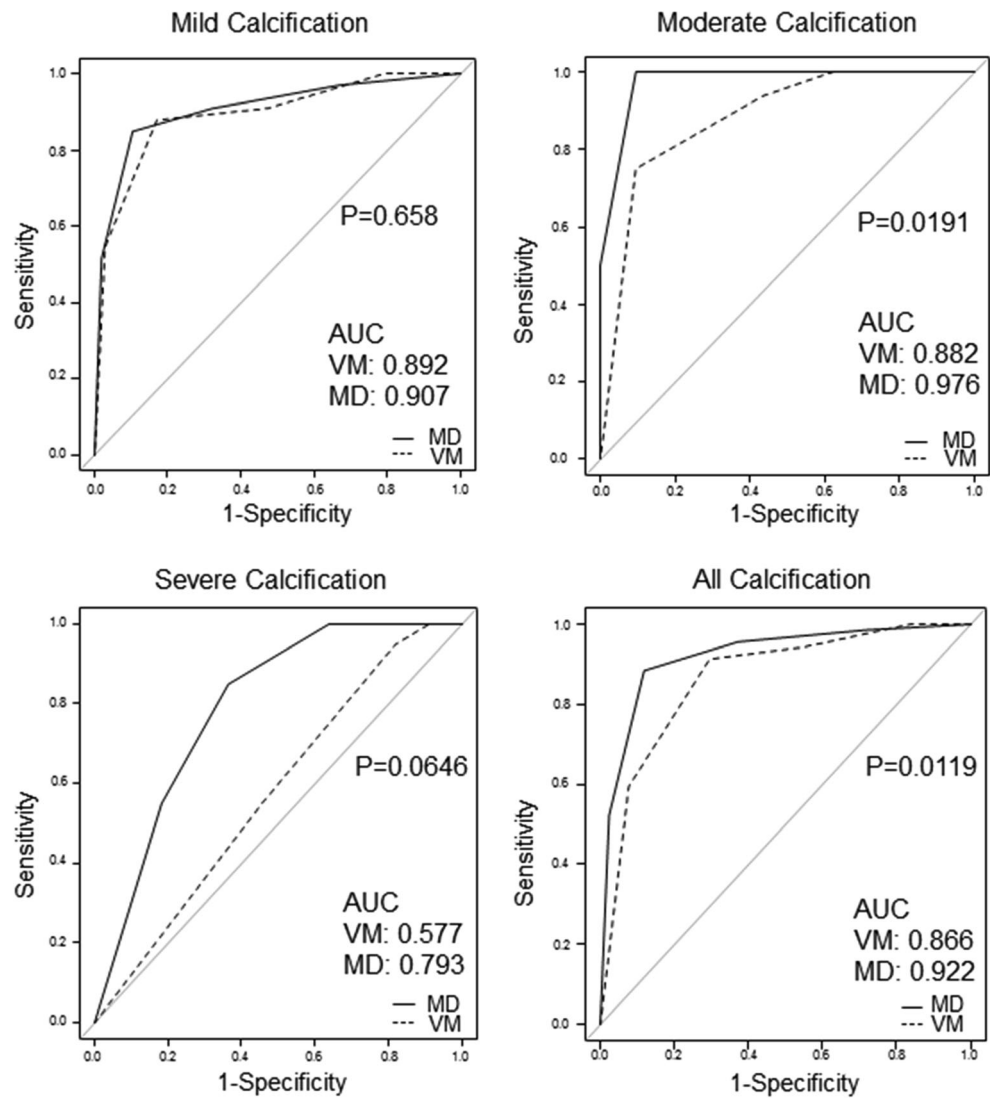 Mild Calcification
1.0
0.8
0.6
0.4
0.2
0.0
Sensitivity
P=0.658
AUC
VM: 0.892
MD: 0.907
MD
VM
0.0 0.2 0.4 0.6 0.8 1.0
1-Specificity
Moderate Calcification
1.0
0.8
0.6
0.4
0.2
0.0
Sensitivity
P=0.0191
AUC
VM: 0.882
MD: 0.976
MD
VM
0.0 0.2 0.4 0.6 0.8 1.0
1-Specificity
Severe Calcification
1.0
0.8
0.6
0.4
0.2
0.0
Sensitivity
P=0.0646
AUC
VM: 0.577
MD: 0.793
MD
VM
0.0 0.2 0.4 0.6 0.8 1.0
1-Specificity
All Calcification
1.0
0.8
0.6
0.4
0.2
0.0
Sensitivity
P=0.0119
AUC
VM: 0.866
MD: 0.922
MD
VM
0.0 0.2 0.4 0.6 0.8 1.0
1-Specificity